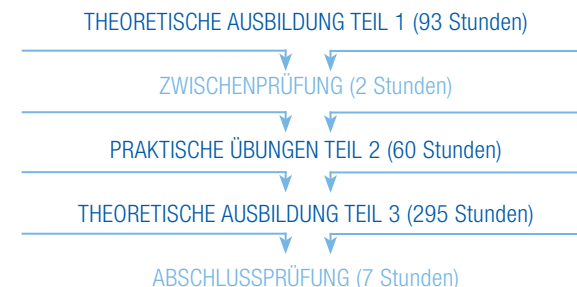 THEORETISCHE AUSBILDUNG TEIL 1 (93 Stunden)
ZWISCHENPRÜFUNG (2 Stunden)
PRAKTISCHE ÜBUNGEN TEIL 2 (60 Stunden)
THEORETISCHE AUSBILDUNG TEIL 3 (295 Stunden)
ABSCHLUSSPRÜFUNG (7 Stunden)